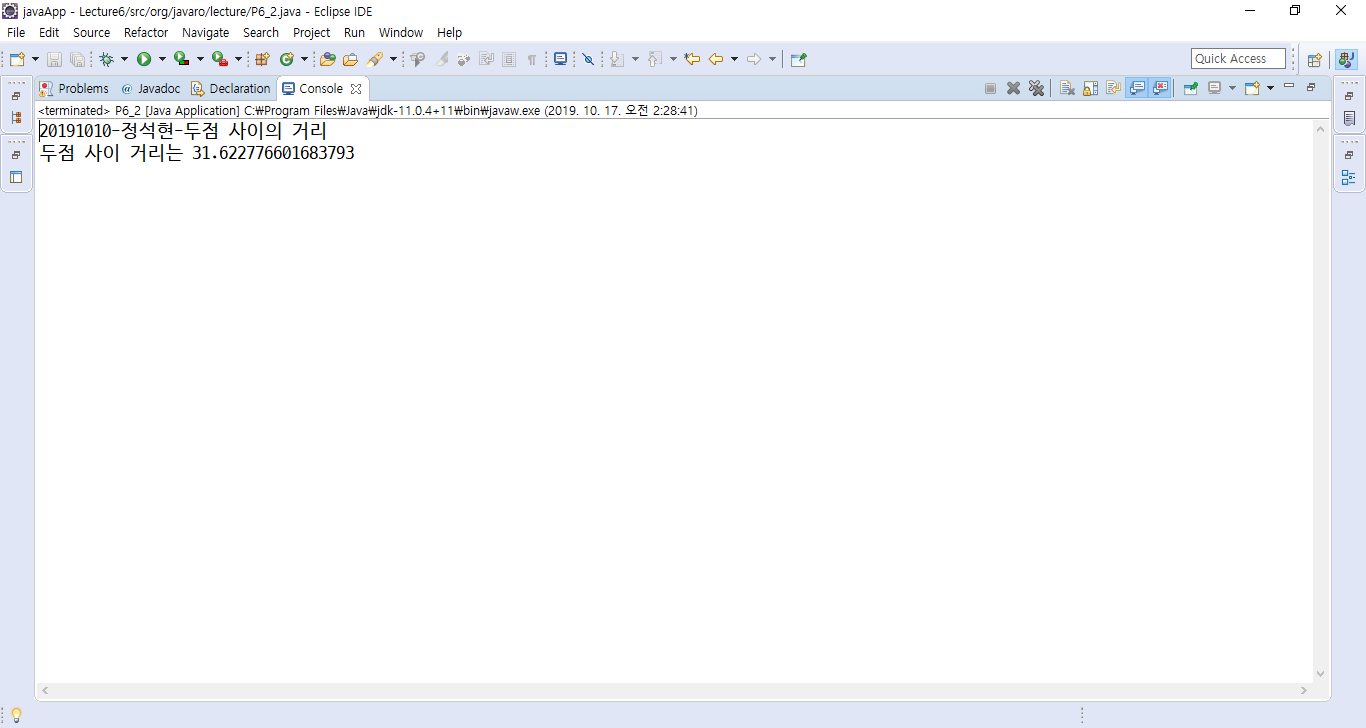 javaApp - Lecture6/src/org/javaro/lecture/P6_2.java - Eclipse IDE
File Edit Source Refactor Navigate Search Project Run Window Help
Quick Access
Problems @ Javadoc Declaration Console
<terminated> P6_2 [Java Application] C:₩Program Files₩Java₩jdk-11.0.4+11₩bin₩javaw.exe (2019. 10. 17. 오전 2:28:41)
20191010-정석현-두점 사이의 거리
두점 사이 거리는 31.622776601683793